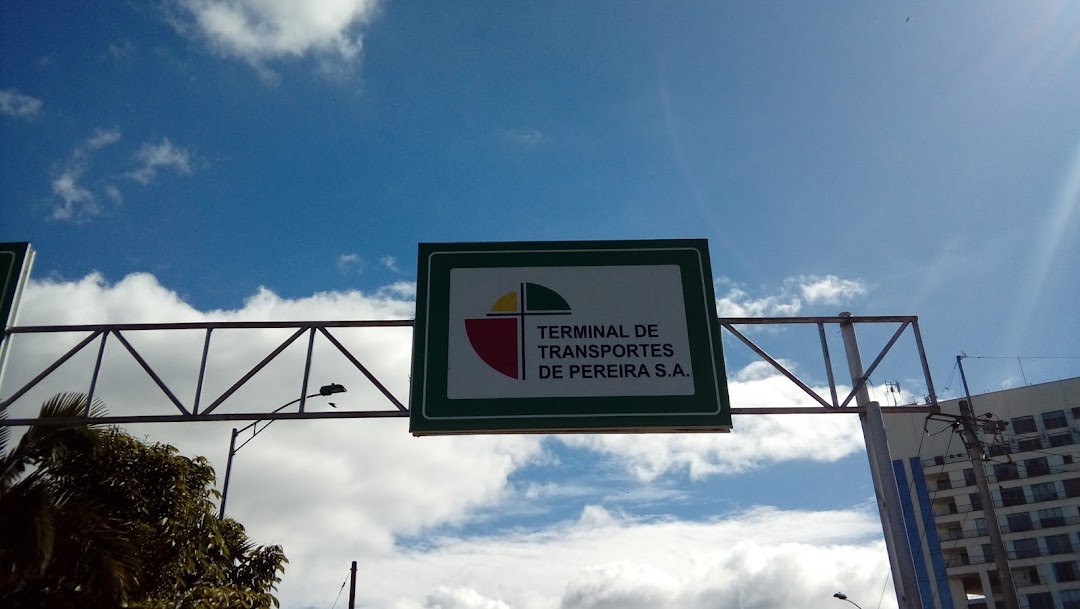 TERMINAL DE
TRANSPORTES
DE PEREIRA S.A.